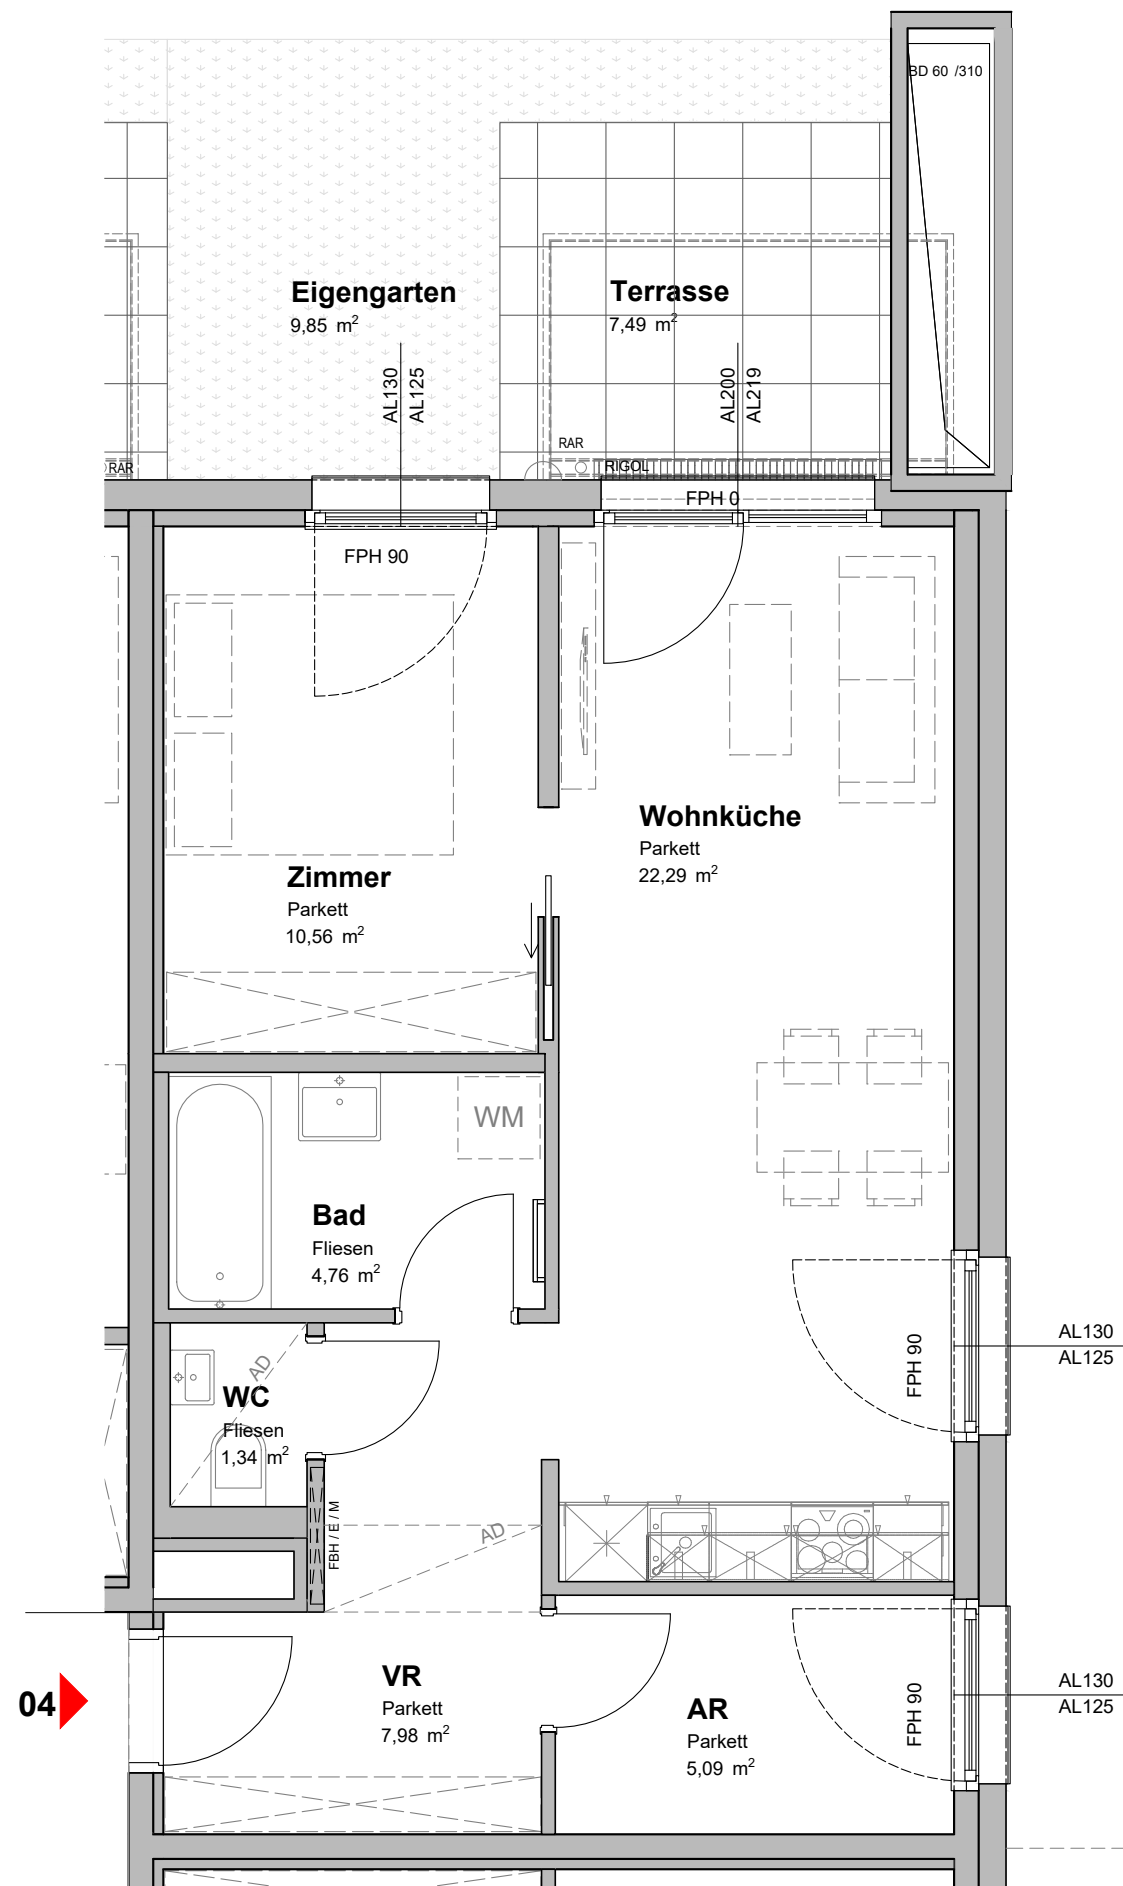 BD 60 /310
Eigengarten
9,85 m²
Terrasse
7,49 m²
AL130
AL125
AL200
AL219
RAR
RAR
RIGOL
FPH 0
FPH 90
Wohnküche
Parkett
22,29 m²
Zimmer
Parkett
10,56 m²
WM
Bad
Fliesen
4,76 m²
FPH 90
AL130
AL125
AD
WC
Fliesen
1,34 m²
FBH / E / M
AD
04
VR
Parkett
7,98 m²
AR
Parkett
5,09 m²
FPH 90
AL130
AL125